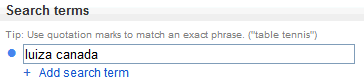 Search terms
Tip: Use quotation marks to match an exact phrase. ("table tennis")
luiza canada
+ Add search term